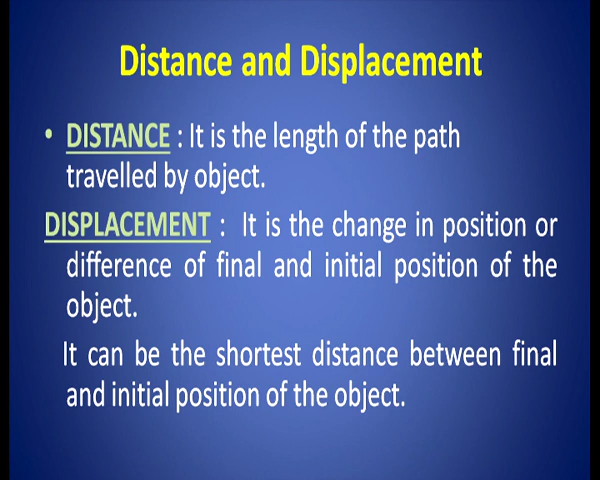 Distance and Displacement
• DISTANCE : It is the length of the path
travelled by object.
DISPLACEMENT : It is the change in position or
difference of final and initial position of the
object.
It can be the shortest distance between final
and initial position of the object.